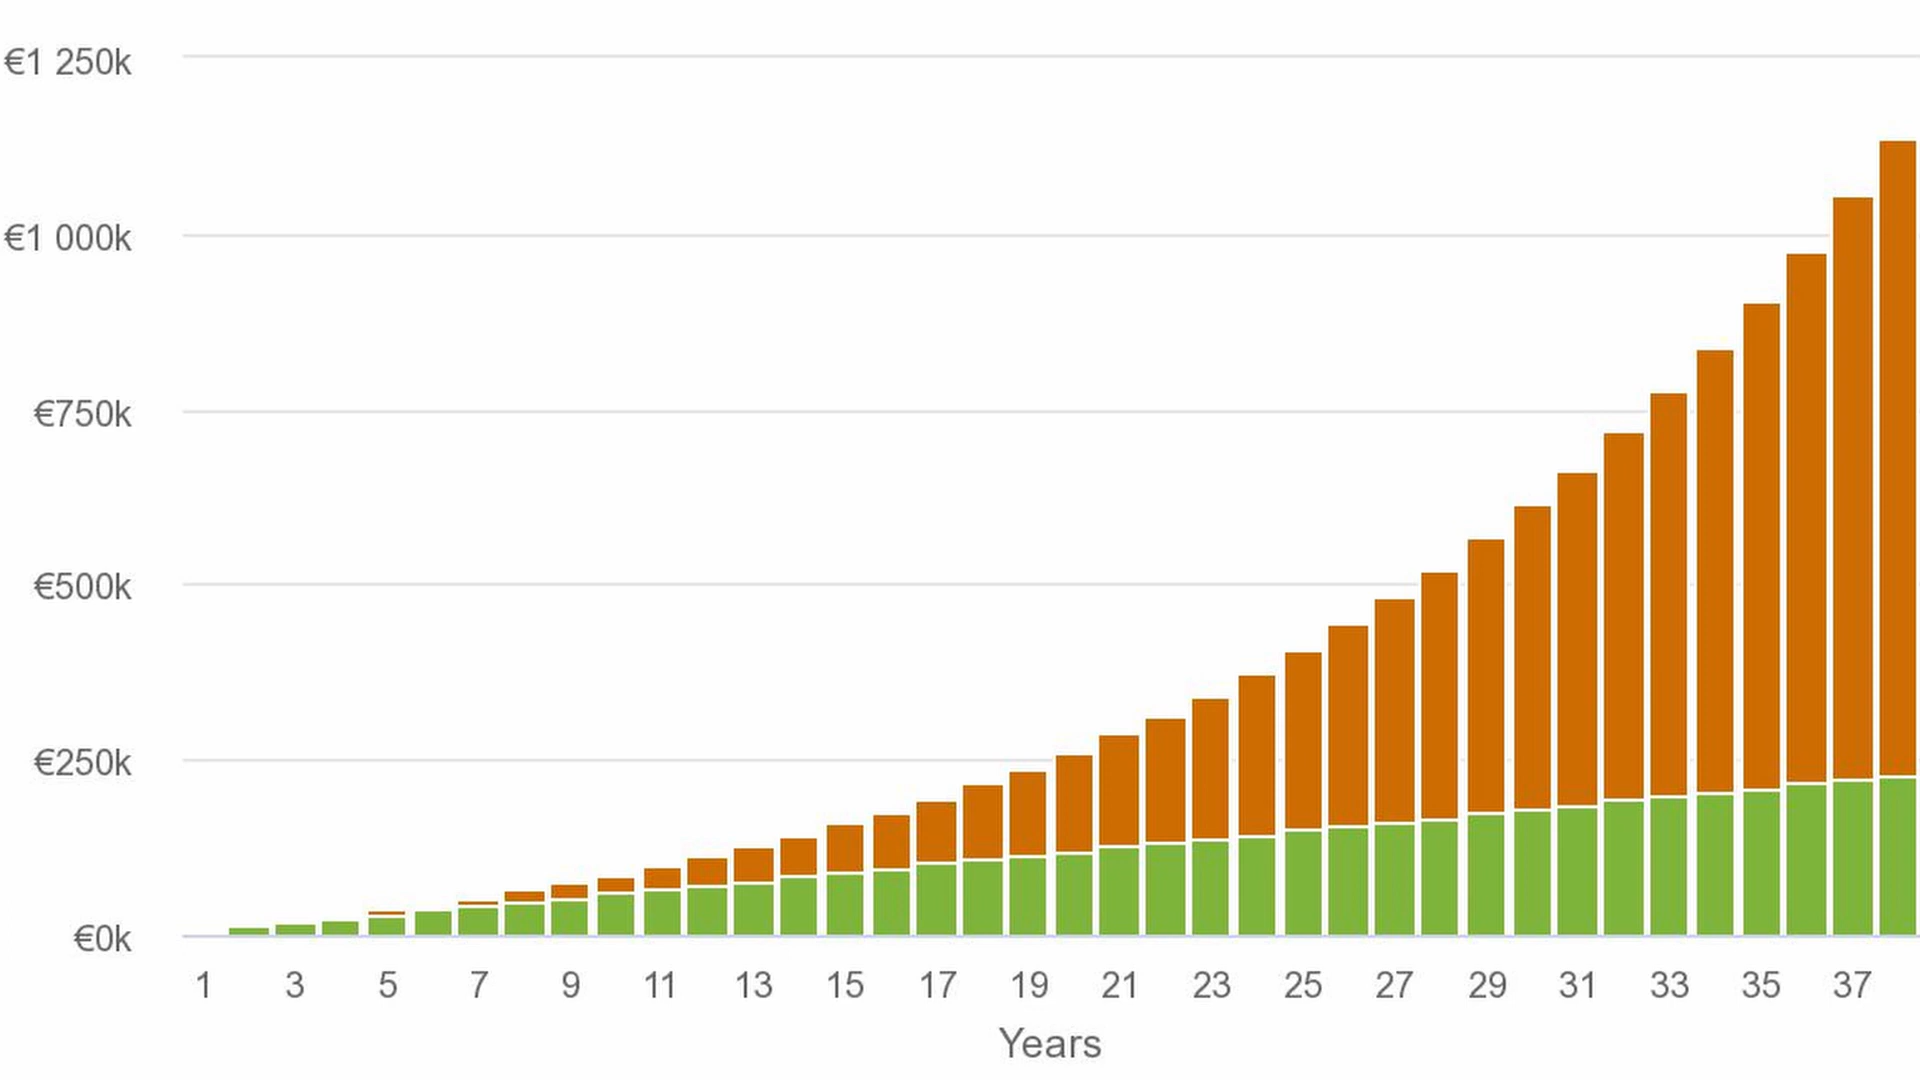 €1 250k
€1 000k
€750k
€500k
€250k
€0k
1 3 5 7 9 11 13 15 17 19 21 23 25 27 29 31 33 35 37
Years